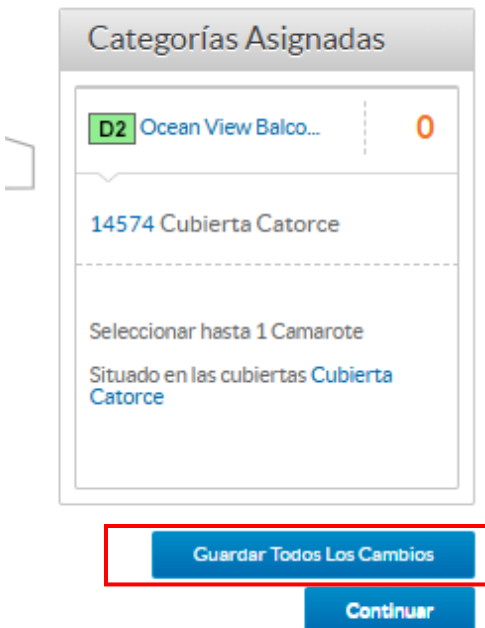 Categorías Asignadas
D2 Ocean View Balco... 0
14574 Cubierta Catorce
Seleccionar hasta 1 Camarote
Situado en las cubiertas Cubierta
Catorce
Guardar Todos Los Cambios
Continuar